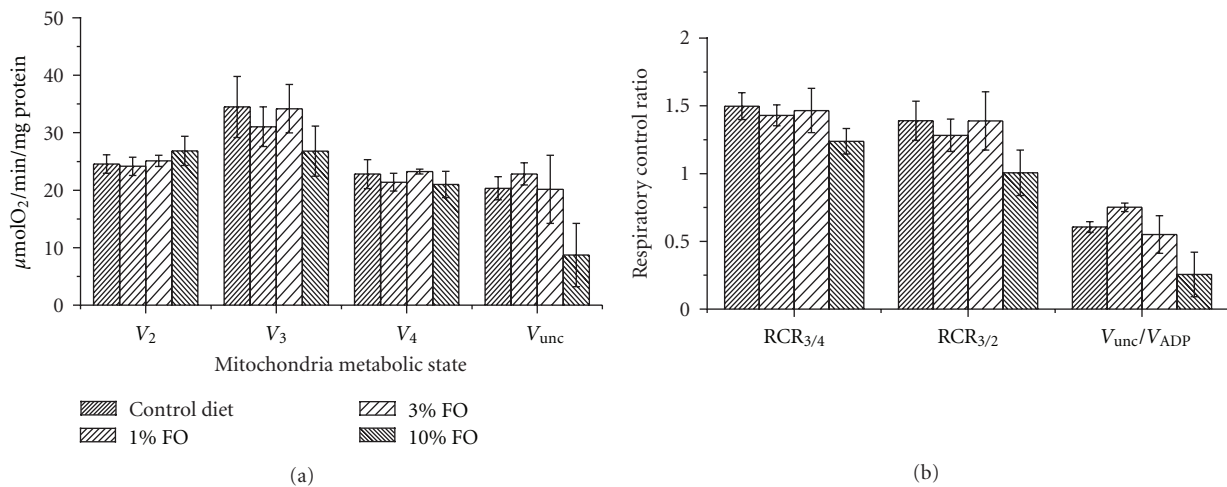 50
40
30
20
10
0
μmolO₂/min/mg protein
V₂
V₃
V₄
Vunc
Mitochondria metabolic state
Control diet
1% FO
3% FO
10% FO
(a)
2
1.5
1
0.5
0
Respiratory control ratio
RCR₃/₄
RCR₃/₂
Vunc/VADP
(b)